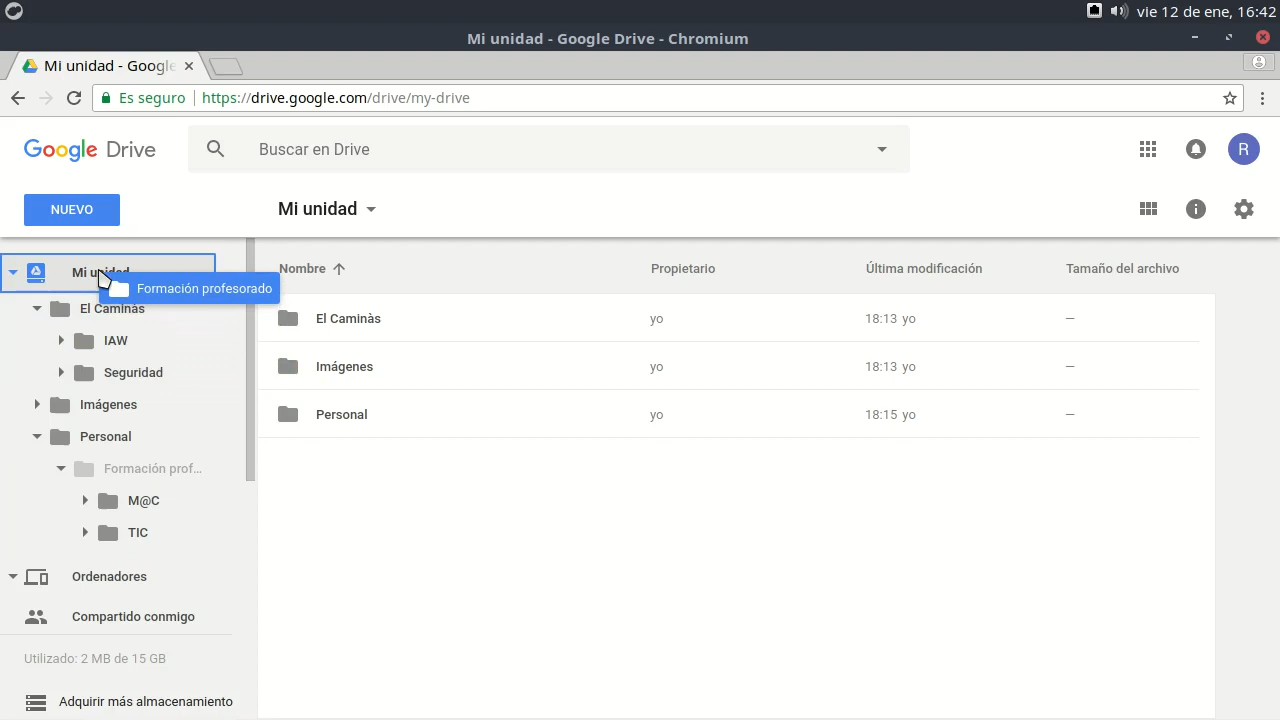 vie 12 de ene, 16:42
Mi unidad - Google Drive - Chromium
Mi unidad - Google
Es seguro https://drive.google.com/drive/my-drive
Google Drive
Buscar en Drive
R
NUEVO
Mi unidad
Mi unidad
Formación profesorado
El Caminàs
IAW
Seguridad
Imágenes
Personal
Formación prof...
M@C
TIC
Ordenadores
Compartido conmigo
Utilizado: 2 MB de 15 GB
Adquirir más almacenamiento
Nombre Propietario Última modificación Tamaño del archivo
El Caminàs yo 18:13 yo —
Imágenes yo 18:13 yo —
Personal yo 18:15 yo —